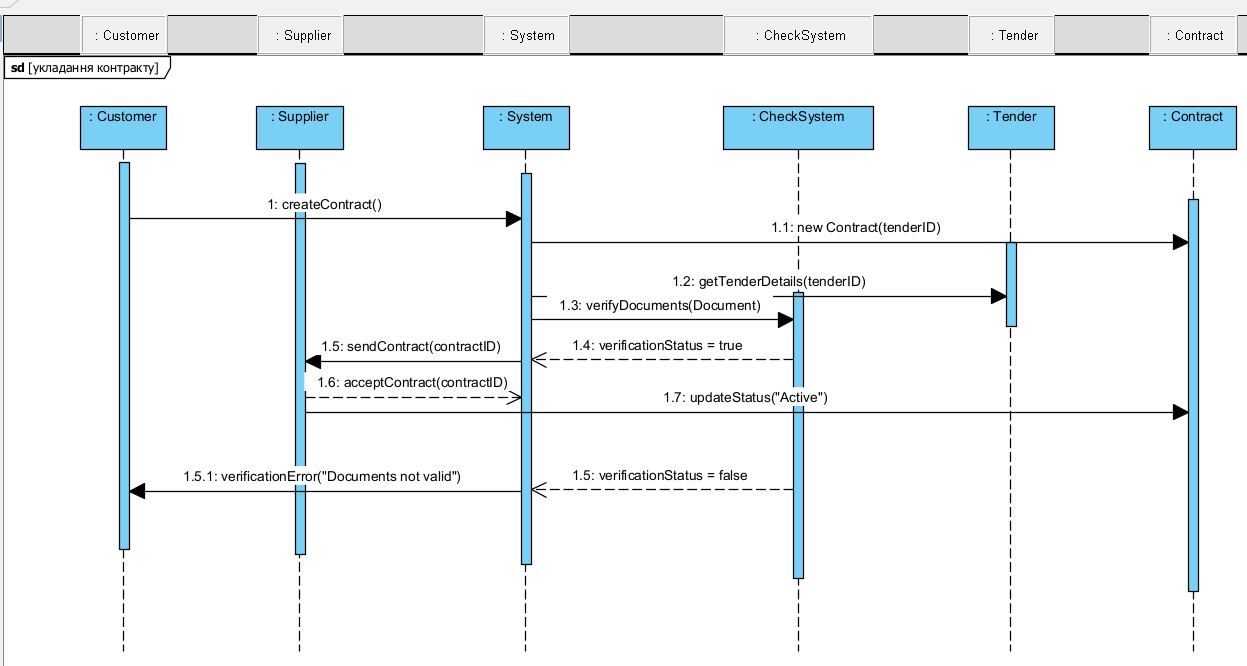 : Customer
: Supplier
: System
: CheckSystem
: Tender
: Contract
sd [укладання контракту]
: Customer
: Supplier
: System
: CheckSystem
: Tender
: Contract
1: createContract()
1.1: new Contract(tenderID)
1.2: getTenderDetails(tenderID)
1.3: verifyDocuments(Document)
1.4: verificationStatus = true
1.5: sendContract(contractID)
1.6: acceptContract(contractID)
1.7: updateStatus("Active")
1.5.1: verificationError("Documents not valid")
1.5: verificationStatus = false